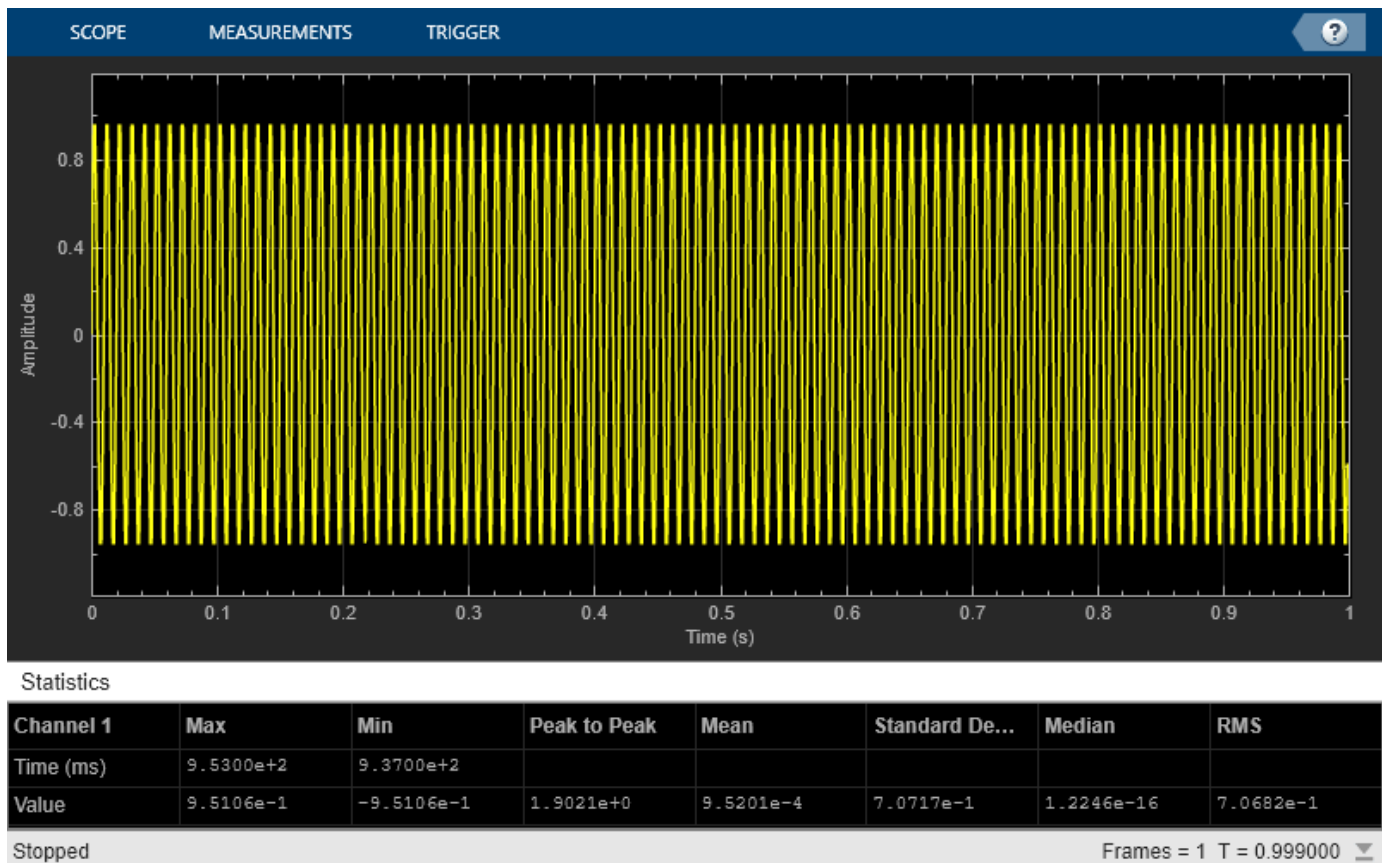 SCOPE MEASUREMENTS TRIGGER ?
0.8
0.4
0
-0.4
-0.8
Amplitude
0 0.1 0.2 0.3 0.4 0.5 0.6 0.7 0.8 0.9 1
Time (s)
Statistics
Channel 1 Max Min Peak to Peak Mean Standard De... Median RMS
Time (ms) 9.5300e+2 9.3700e+2
Value 9.5106e-1 -9.5106e-1 1.9021e+0 9.5201e-4 7.0717e-1 1.2246e-16 7.0682e-1
Stopped Frames = 1 T = 0.999000